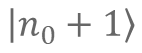 |n₀ + 1⟩